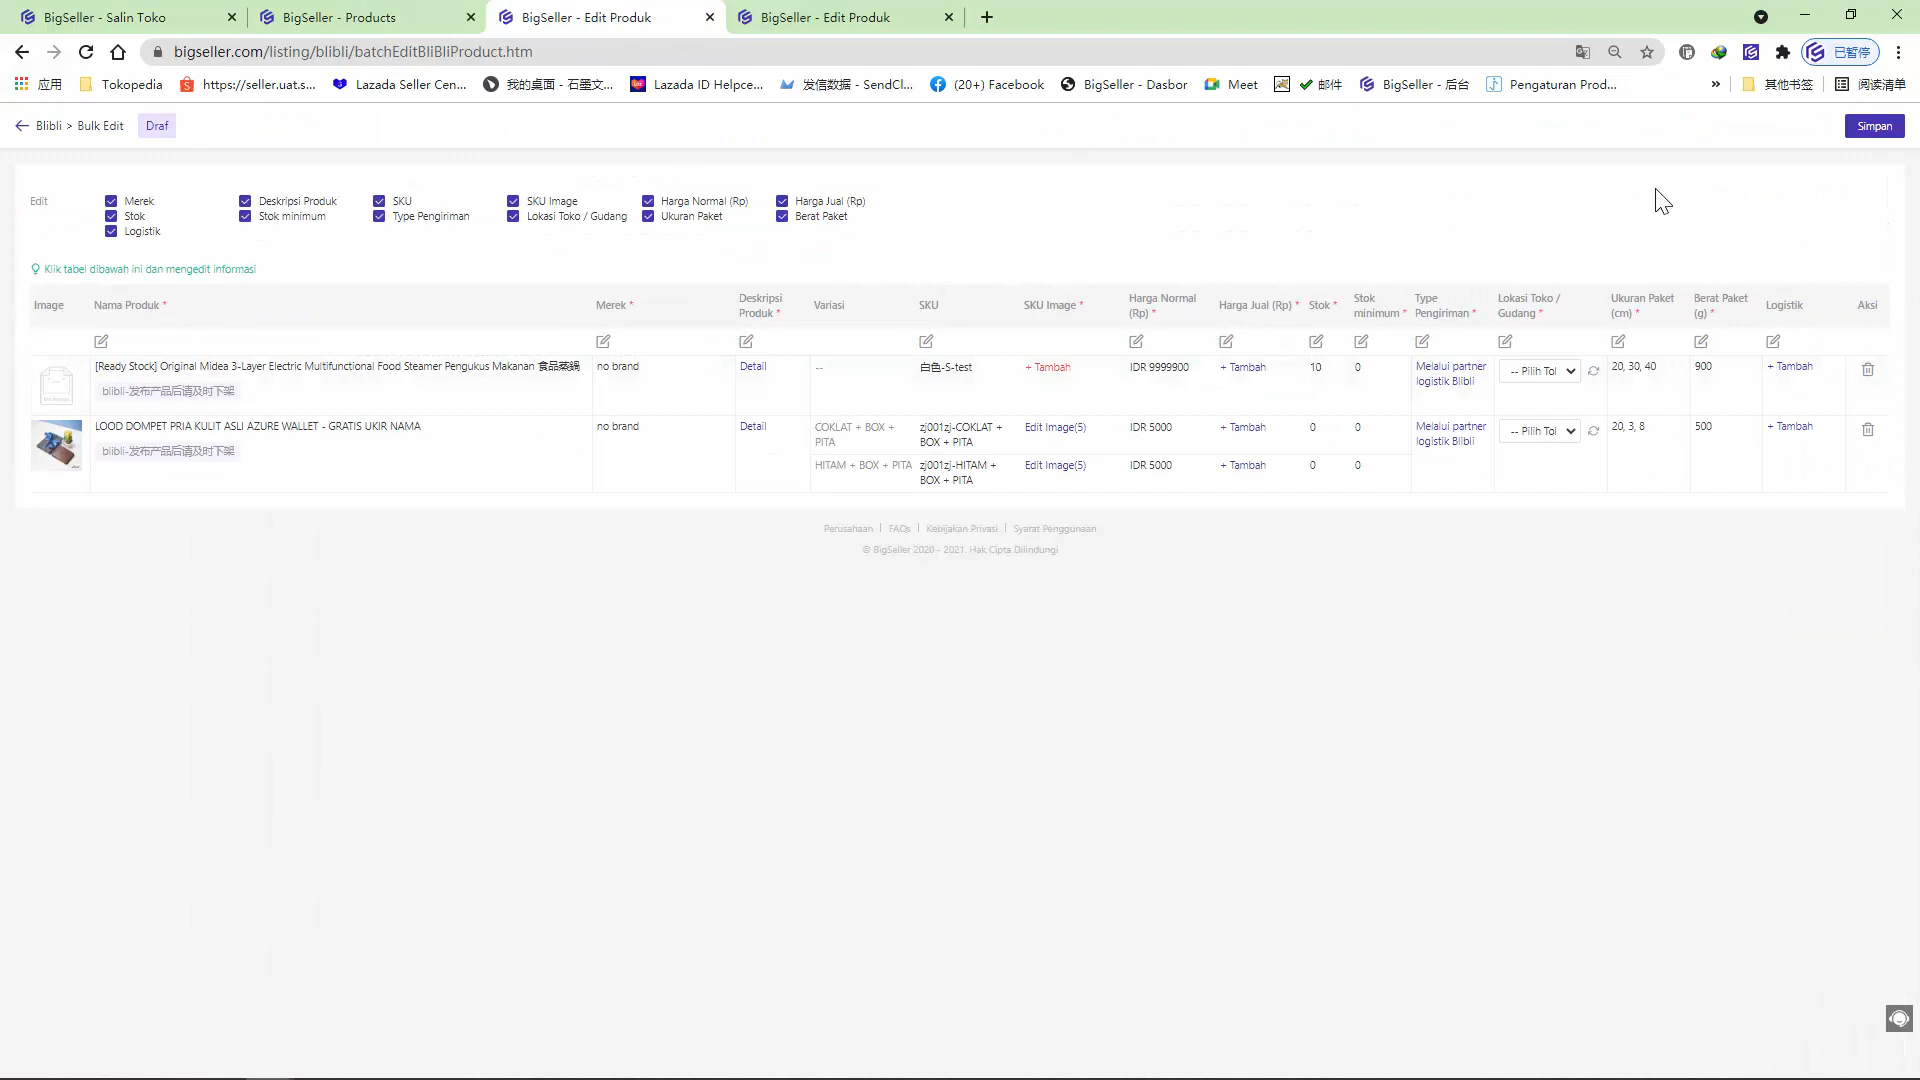 BigSeller - Salin Toko
BigSeller - Products
BigSeller - Edit Produk
BigSeller - Edit Produk
bigseller.com/listing/blibli/batchEditBliBliProduct.htm
已暂停
应用
Tokopedia
https://seller.uat.s...
Lazada Seller Cen...
我的桌面 - 石墨文...
Lazada ID Helpce...
发信数据 - SendCl...
(20+) Facebook
BigSeller - Dasbor
Meet
邮件
BigSeller - 后台
Pengaturan Prod...
»
其他书签
阅读清单
Blibli > Bulk Edit
Draf
Simpan
Edit
Merek
Deskripsi Produk
SKU
SKU Image
Harga Normal (Rp)
Harga Jual (Rp)
Stok
Stok minimum
Type Pengiriman
Lokasi Toko / Gudang
Ukuran Paket
Berat Paket
Logistik
Klik tabel dibawah ini dan mengedit informasi
Image
Nama Produk *
Merek *
Deskripsi
Produk *
Variasi
SKU
SKU Image *
Harga Normal
(Rp) *
Harga Jual (Rp) *
Stok *
Stok
minimum *
Type
Pengiriman *
Lokasi Toko /
Gudang *
Ukuran Paket
(cm) *
Berat Paket
(g) *
Logistik
Aksi
[Ready Stock] Original Midea 3-Layer Electric Multifunctional Food Steamer Pengukus Makanan 食品蒸鍋
blibli-发布产品后请及时下架
no brand
Detail
--
白色-S-test
+ Tambah
IDR 9999900
+ Tambah
10
0
Melalui partner
logistik Blibli
-- Pilih Tol
20, 30, 40
900
+ Tambah
LOOD DOMPET PRIA KULIT ASLI AZURE WALLET - GRATIS UKIR NAMA
blibli-发布产品后请及时下架
no brand
Detail
COKLAT + BOX +
PITA
zj001zj-COKLAT +
BOX + PITA
Edit Image(5)
IDR 5000
+ Tambah
0
0
Melalui partner
logistik Blibli
-- Pilih Tol
20, 3, 8
500
+ Tambah
HITAM + BOX + PITA
zj001zj-HITAM +
BOX + PITA
Edit Image(5)
IDR 5000
+ Tambah
0
0
Perusahaan | FAQs | Kebijakan Privasi | Syarat Penggunaan
© BigSeller 2020 - 2021. Hak Cipta Dilindungi